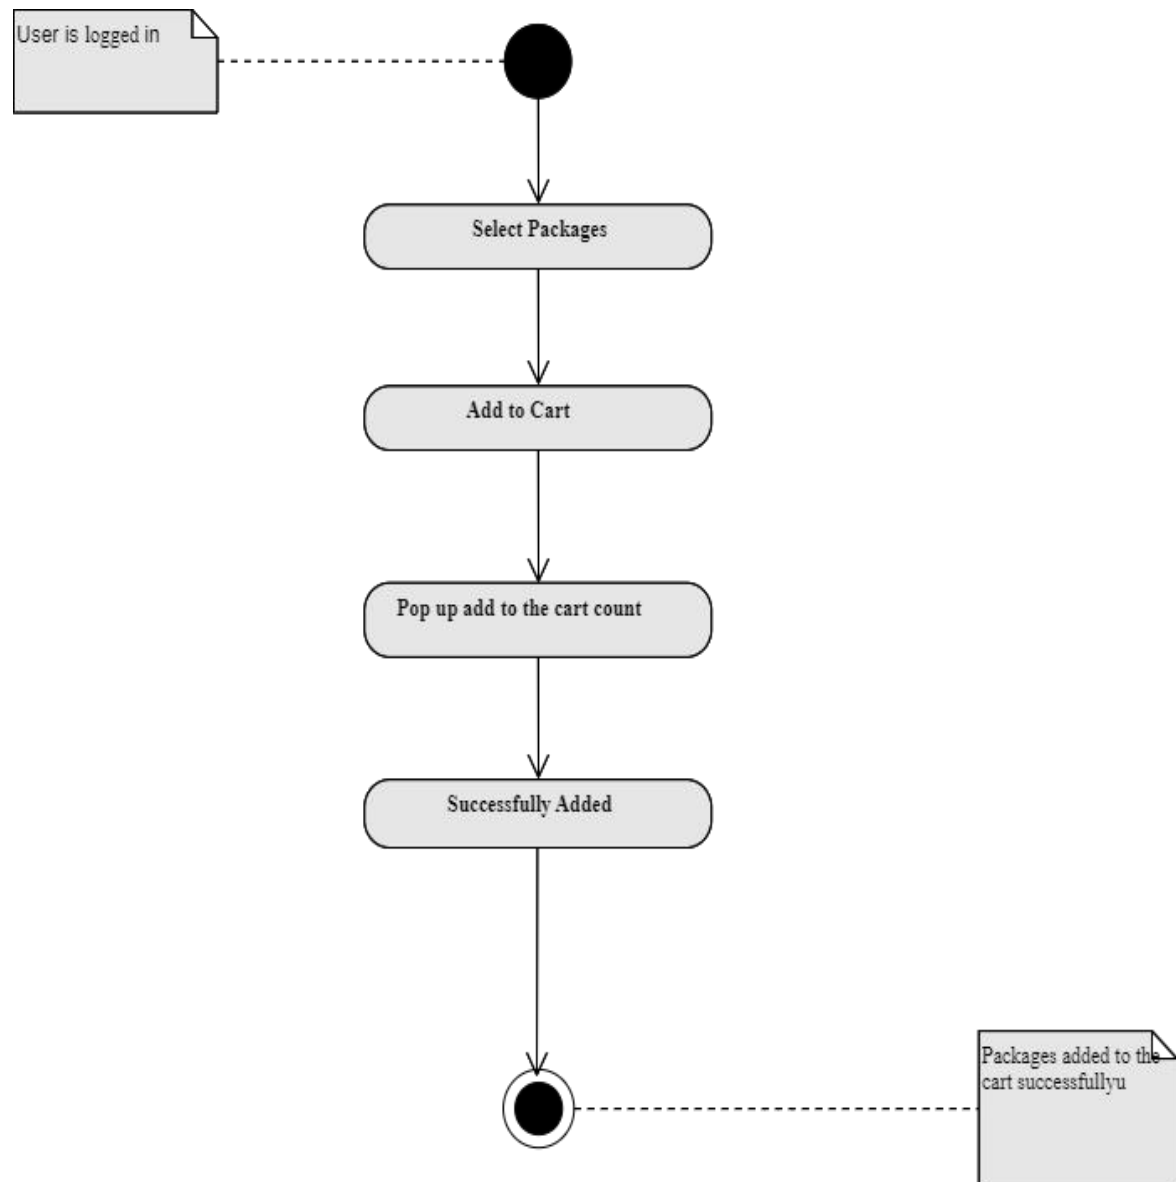 User is logged in
Select Packages
Add to Cart
Pop up add to the cart count
Successfully Added
Packages added to the
cart successfullyu